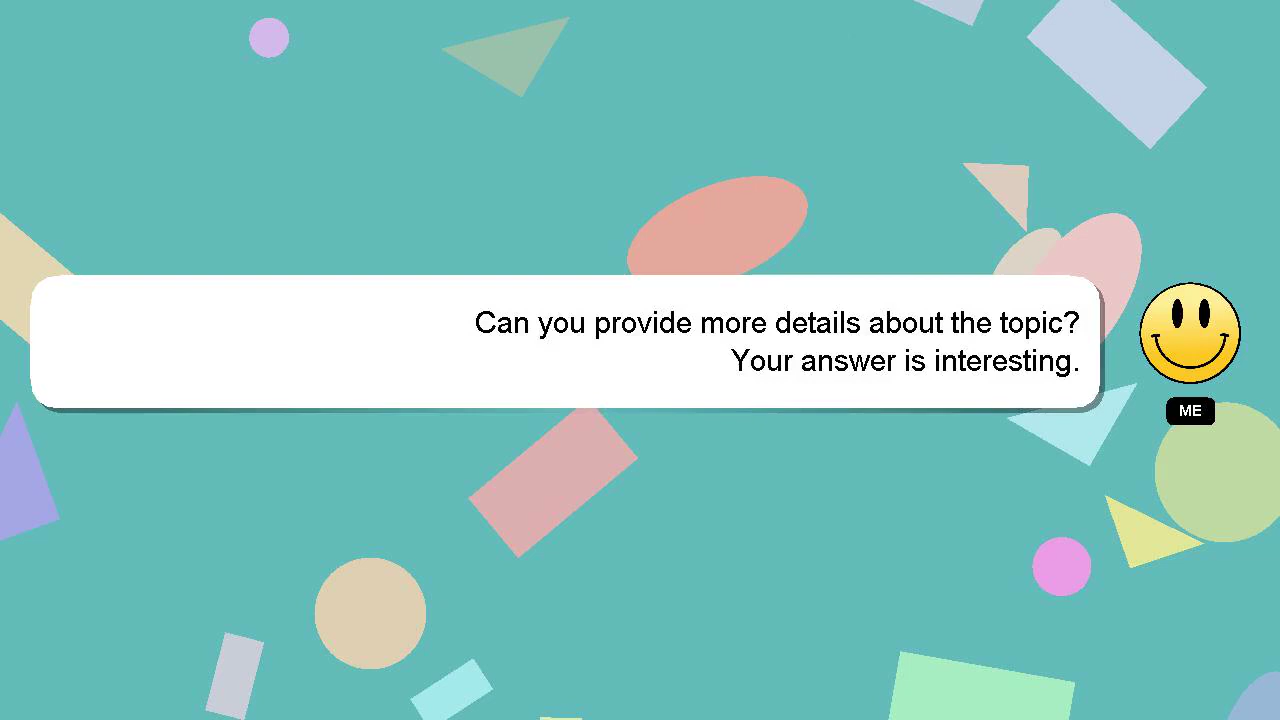 Can you provide more details about the topic?
Your answer is interesting.
ME